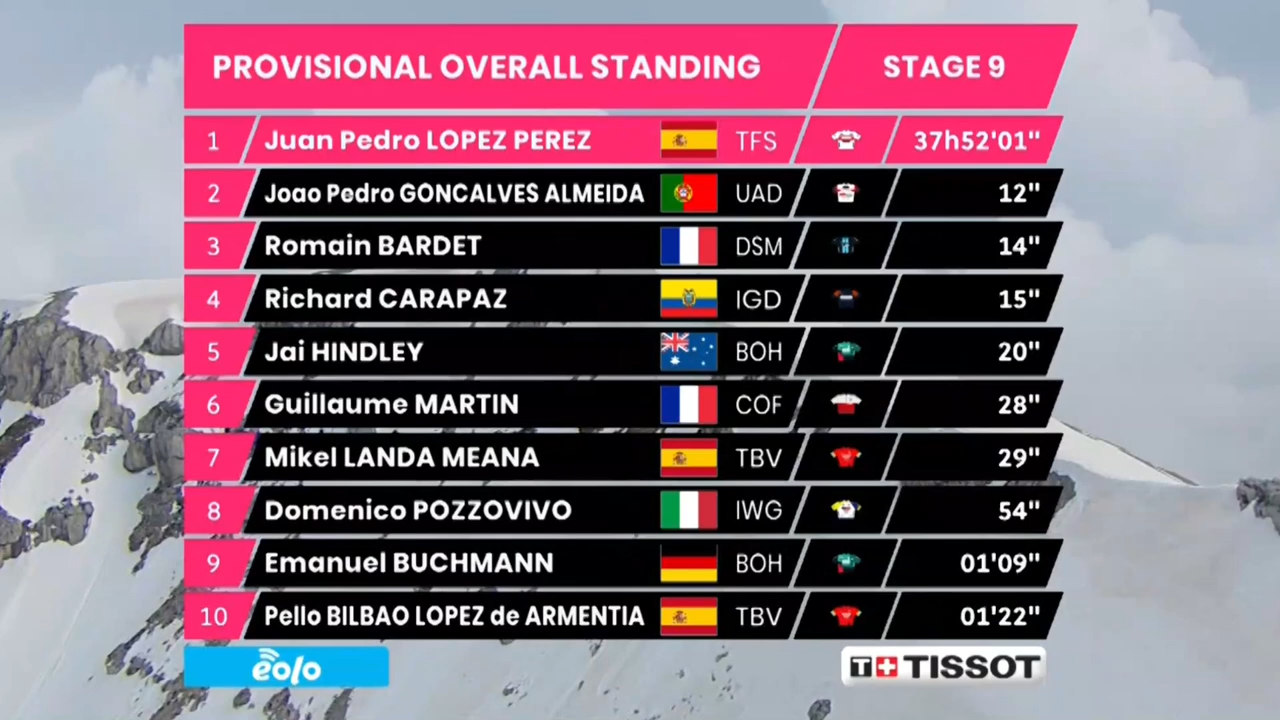 PROVISIONAL OVERALL STANDING STAGE 9
1 Juan Pedro LOPEZ PEREZ TFS 37h52'01"
2 Joao Pedro GONCALVES ALMEIDA UAD 12"
3 Romain BARDET DSM 14"
4 Richard CARAPAZ IGD 15"
5 Jai HINDLEY BOH 20"
6 Guillaume MARTIN COF 28"
7 Mikel LANDA MEANA TBV 29"
8 Domenico POZZOVIVO IWG 54"
9 Emanuel BUCHMANN BOH 01'09"
10 Pello BILBAO LOPEZ de ARMENTIA TBV 01'22"
eolo T+ TISSOT